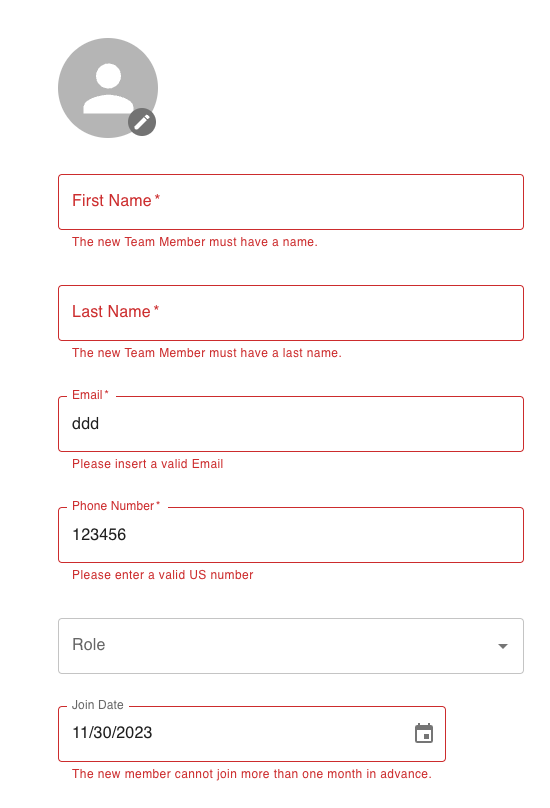 First Name *
The new Team Member must have a name.
Last Name *
The new Team Member must have a last name.
Email *
ddd
Please insert a valid Email
Phone Number *
123456
Please enter a valid US number
Role
Join Date
11/30/2023
The new member cannot join more than one month in advance.